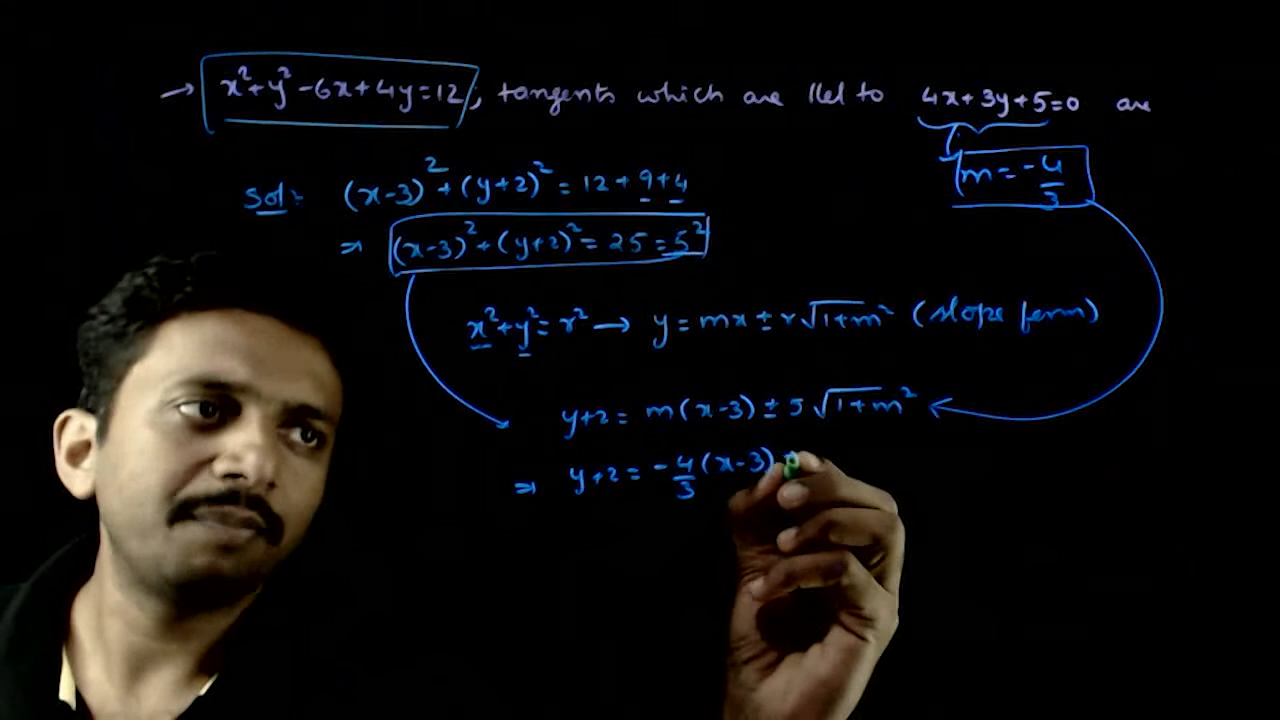 → x²+y²-6x+4y=12, tangents which are llel to 4x+3y+5=0 are
m=-4/3
Sol: (x-3)²+(y+2)²=12+9+4
⇒ (x-3)²+(y+2)²=25=5²
x²+y²=r² → y=mx±r√1+m² (slope form)
y+2=m(x-3)±5√1+m²
⇒ y+2=-4/3(x-3)